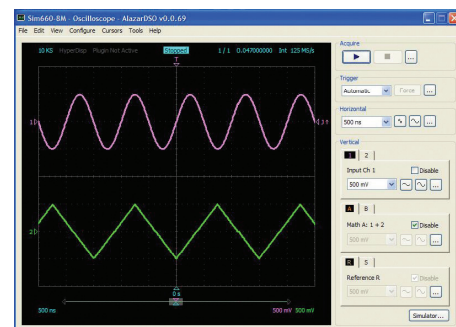 Sim660-8M - Oscilloscope - AlazarDSO v0.0.69
File Edit View Configure Cursors Tools Help
10 KS HyperDisp Plugin Not Active Stopped 1 / 1 0.047000000 Int 125 MS/s
T
1
2
0 s
500 ns 500 mV 500 mV
Acquire
...
Trigger
Automatic Force ...
Horizontal
500 ns ...
Vertical
1 2
Input Ch 1 Disable
500 mV ...
A B
Math A: 1 + 2 Disable
500 mV ...
R S
Reference R Disable
500 mV ...
Simulator...